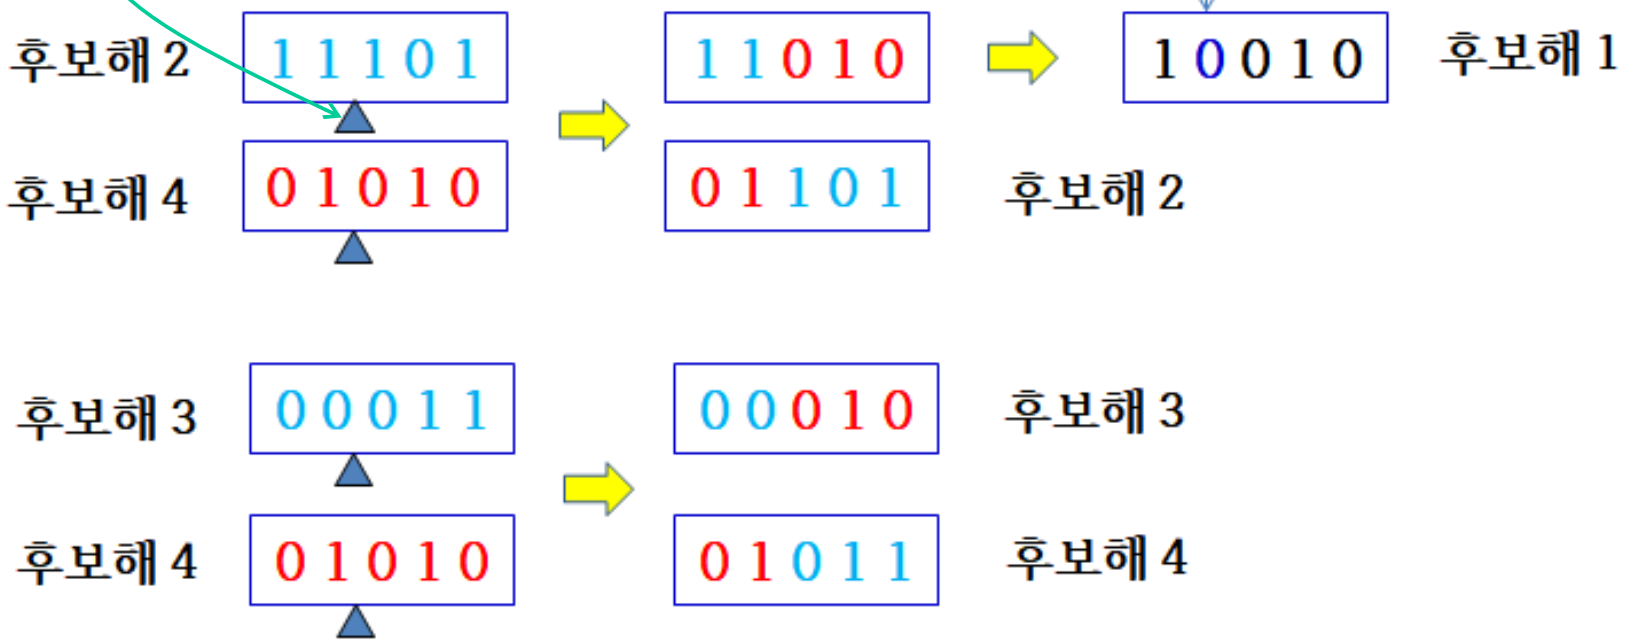 후보해 2 1 1 1 0 1 1 1 0 1 0 1 0 0 1 0 후보해 1
후보해 4 0 1 0 1 0 0 1 1 0 1 후보해 2
후보해 3 0 0 0 1 1 0 0 0 1 0 후보해 3
후보해 4 0 1 0 1 0 0 1 0 1 1 후보해 4